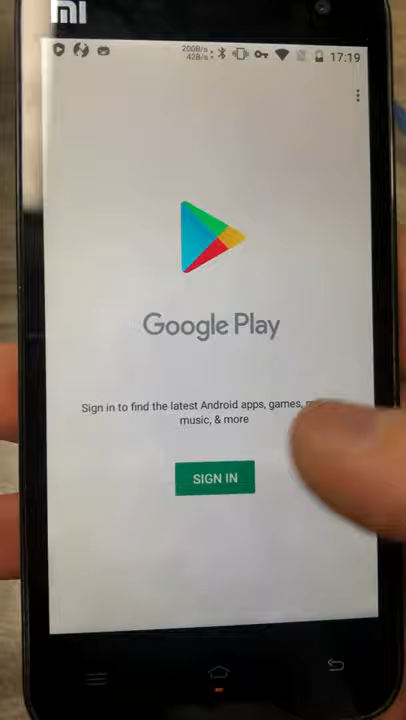 mi
200B/s
42B/s
17:19
Google Play
Sign in to find the latest Android apps, games,
music, & more
SIGN IN